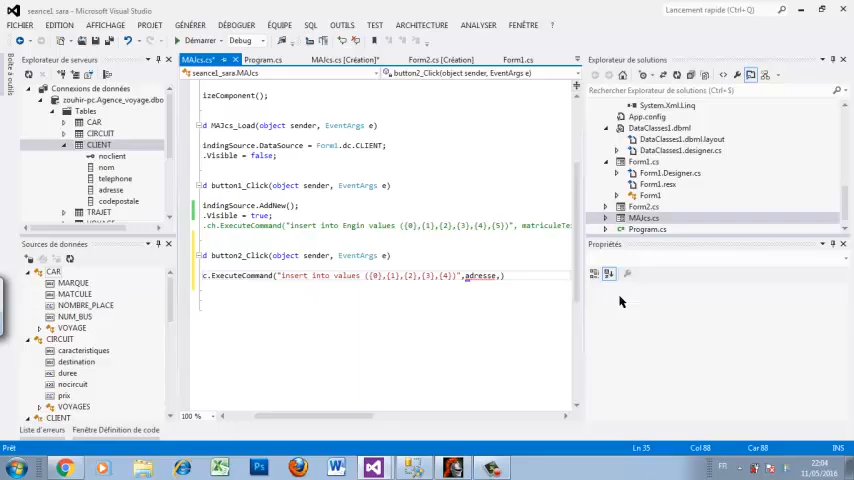 seance1_sara - Microsoft Visual Studio
Lancement rapide (Ctrl+Q)
FICHIER EDITION AFFICHAGE PROJET GÉNÉRER DÉBOGUER ÉQUIPE SQL OUTILS TEST ARCHITECTURE ANALYSER FENÊTRE ?
Démarrer Debug
Boîte à outils
Explorateur de serveurs
Connexions de données
zouhir-pc.Agence_voyage.dbo
Tables
CAR
CIRCUIT
CLIENT
noclient
nom
telephone
adresse
codepostale
TRAJET
Sources de données
CAR
MARQUE
MATCULE
NOMBRE_PLACE
NUM_BUS
VOYAGE
CIRCUIT
caracteristiques
destination
duree
nocircuit
prix
VOYAGES
CLIENT
Liste d'erreurs Fenêtre Définition de code
MAJcs.cs* Program.cs MAJcs.cs [Création]* Form2.cs [Création] Form1.cs
seance1_sara.MAJcs button2_Click(object sender, EventArgs e)
izeComponent();
d MAJcs_Load(object sender, EventArgs e)
indingSource.DataSource = Form1.dc.CLIENT;
.Visible = false;
d button1_Click(object sender, EventArgs e)
indingSource.AddNew();
.Visible = true;
.ch.ExecuteCommand("insert into Engin values ({0},{1},{2},{3},{4},{5})", matriculeTe
d button2_Click(object sender, EventArgs e)
c.ExecuteCommand("insert into values ({0},{1},{2},{3},{4})",adresse,)
100 %
Explorateur de solutions
Rechercher Explorateur de solutions (Ctrl+$)
System.Xml.Linq
App.config
DataClasses1.dbml
DataClasses1.dbml.layout
DataClasses1.designer.cs
Form1.cs
Form1.Designer.cs
Form1.resx
Form1
Form2.cs
MAJcs.cs
Program.cs
Propriétés
Prêt Ln 35 Col 88 Car 88 INS
FR 22:04
11/05/2016